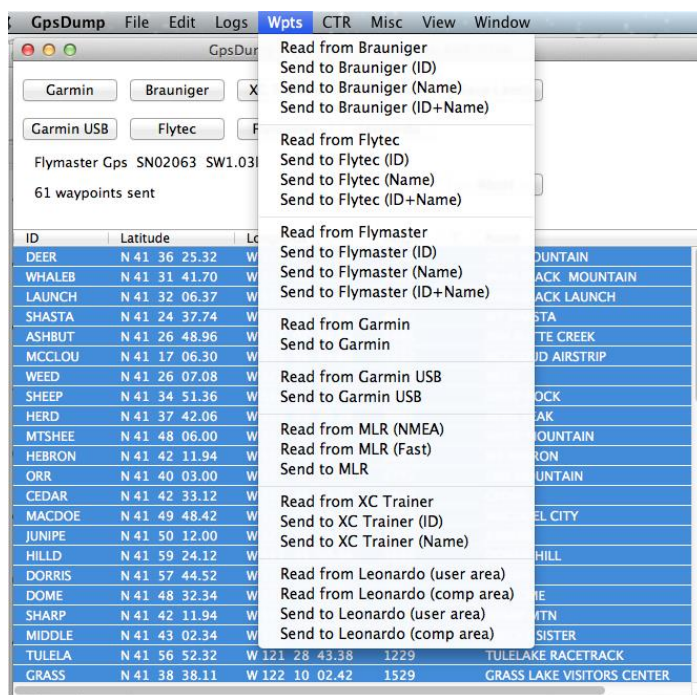 GpsDump File Edit Logs Wpts CTR Misc View Window
Garmin Brauniger
Garmin USB Flytec
Flymaster Gps SN02063
61 waypoints sent
Read from Brauniger
Send to Brauniger (ID)
Send to Brauniger (Name)
Send to Brauniger (ID+Name)
Read from Flytec
Send to Flytec (ID)
Send to Flytec (Name)
Send to Flytec (ID+Name)
Read from Flymaster
Send to Flymaster (ID)
Send to Flymaster (Name)
Send to Flymaster (ID+Name)
Read from Garmin
Send to Garmin
Read from Garmin USB
Send to Garmin USB
Read from MLR (NMEA)
Read from MLR (Fast)
Send to MLR
Read from XC Trainer
Send to XC Trainer (ID)
Send to XC Trainer (Name)
Read from Leonardo (user area)
Read from Leonardo (comp area)
Send to Leonardo (user area)
Send to Leonardo (comp area)
ID Latitude
DEER N 41 36 25.32 W
WHALEB N 41 31 41.70 W MOUNTAIN
LAUNCH N 41 32 06.37 W LAUNCH
SHASTA N 41 24 37.74 W
ASHBUT N 41 26 48.96 W CREEK
MCCLOU N 41 17 06.30 W AIRSTRIP
WEED N 41 26 07.08 W
SHEEP N 41 34 51.36 W
HERD N 41 37 42.06 W
MTSHEE N 41 48 06.00 W
HEBRON N 41 42 11.94 W
ORR N 41 40 03.00 W
CEDAR N 41 42 33.12 W
MACDOE N 41 49 48.42 W CITY
JUNIPE N 41 50 12.00 W
HILLD N 41 59 24.12 W HILL
DORRIS N 41 57 44.52 W
DOME N 41 48 32.34 W
SHARP N 41 42 11.94 W MTN
MIDDLE N 41 43 02.34 W SISTER
TULELA N 41 56 52.32 W 121 28 43.38 1229 TULELAKE RACETRACK
GRASS N 41 38 38.11 W 122 10 02.42 1529 GRASS LAKE VISITORS CENTER